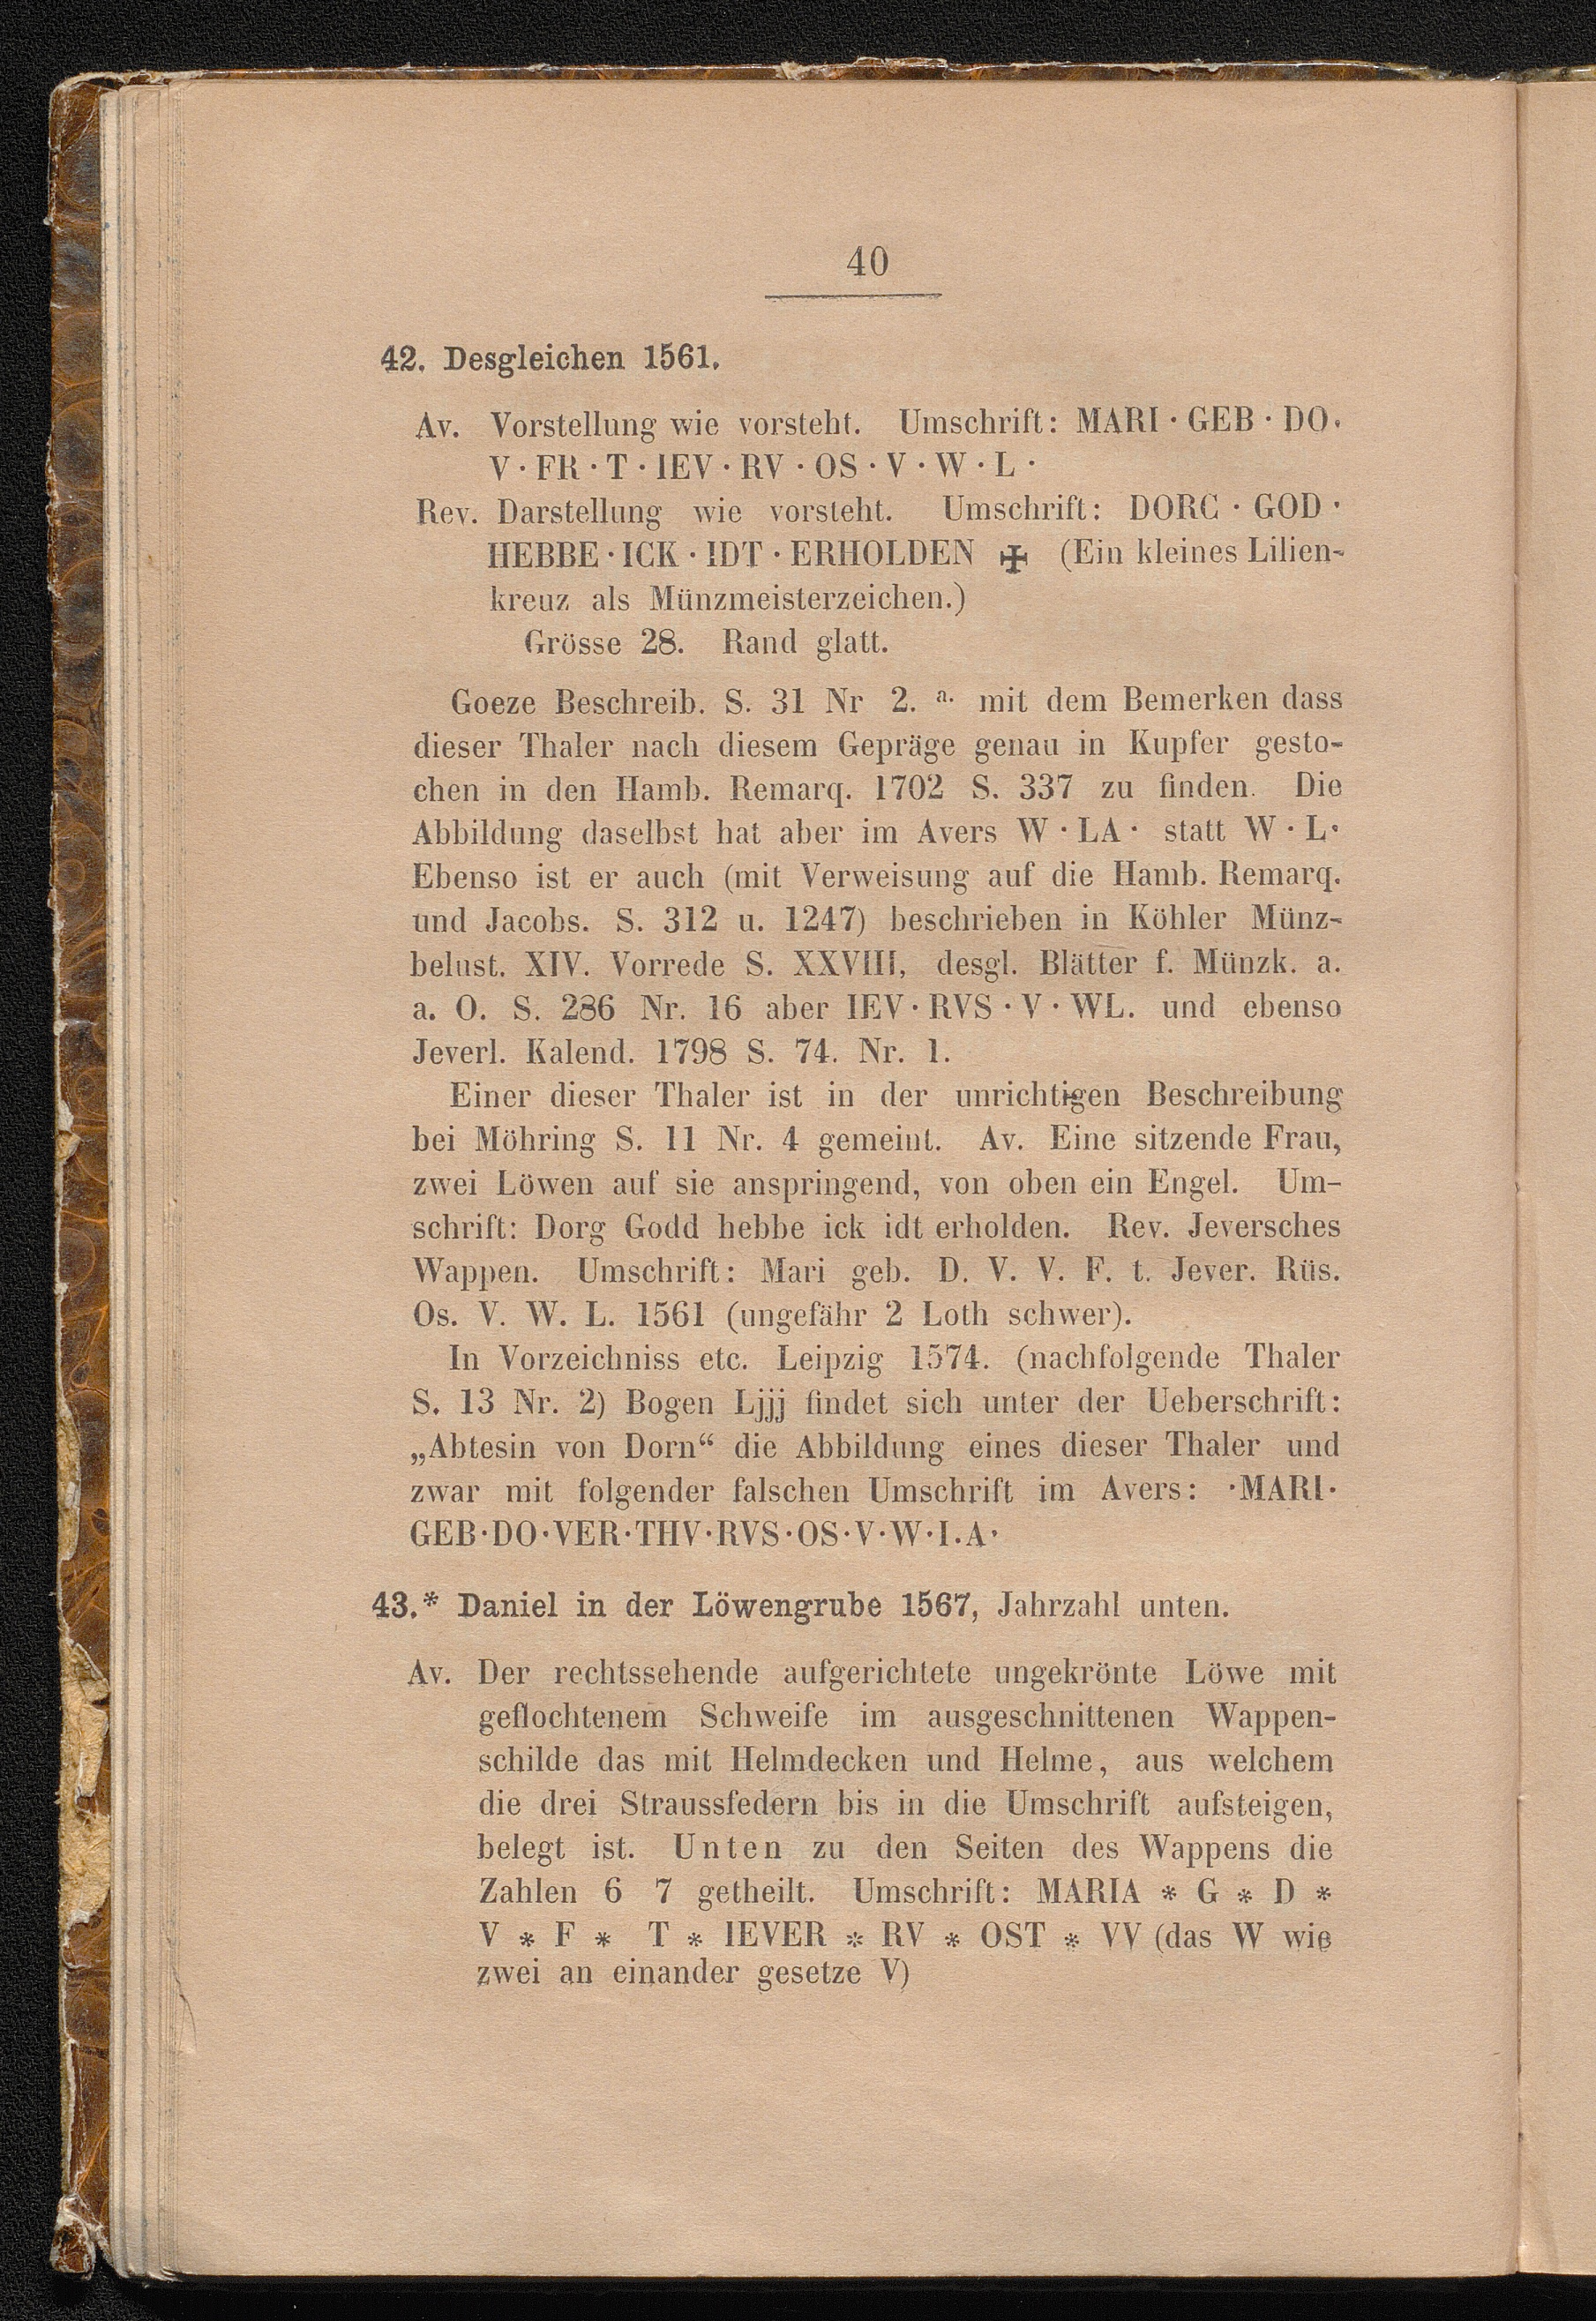 40
42. Desgleichen 1561.
Av. Vorstellung wie vorsteht. Umschrift: MARI · GEB · DO·
V · FR · T · IEV · RV · OS · V · W · L ·
Rev. Darstellung wie vorsteht. Umschrift: DORC · GOD ·
HEBBE · ICK · IDT · ERHOLDEN ✠ (Ein kleines Lilien-
kreuz als Münzmeisterzeichen.)
Grösse 28. Rand glatt.
Goeze Beschreib. S. 31 Nr 2. a. mit dem Bemerken dass
dieser Thaler nach diesem Gepräge genau in Kupfer gesto-
chen in den Hamb. Remarq. 1702 S. 337 zu finden. Die
Abbildung daselbst hat aber im Avers W · LA · statt W · L·
Ebenso ist er auch (mit Verweisung auf die Hamb. Remarq.
und Jacobs. S. 312 u. 1247) beschrieben in Köhler Münz-
belust. XIV. Vorrede S. XXVIII, desgl. Blätter f. Münzk. a.
a. O. S. 286 Nr. 16 aber IEV · RVS · V · WL. und ebenso
Jeverl. Kalend. 1798 S. 74. Nr. 1.
Einer dieser Thaler ist in der unrichtigen Beschreibung
bei Möhring S. 11 Nr. 4 gemeint. Av. Eine sitzende Frau,
zwei Löwen auf sie anspringend, von oben ein Engel. Um-
schrift: Dorg Godd hebbe ick idt erholden. Rev. Jeversches
Wappen. Umschrift: Mari geb. D. V. V. F. t. Jever. Rüs.
Os. V. W. L. 1561 (ungefähr 2 Loth schwer).
In Vorzeichniss etc. Leipzig 1574. (nachfolgende Thaler
S. 13 Nr. 2) Bogen Ljjj findet sich unter der Ueberschrift:
„Abtesin von Dorn“ die Abbildung eines dieser Thaler und
zwar mit folgender falschen Umschrift im Avers: ·MARI·
GEB·DO·VER·THV·RVS·OS·V·W·I.A·
43.* Daniel in der Löwengrube 1567, Jahrzahl unten.
Av. Der rechtssehende aufgerichtete ungekrönte Löwe mit
geflochtenem Schweife im ausgeschnittenen Wappen-
schilde das mit Helmdecken und Helme, aus welchem
die drei Straussfedern bis in die Umschrift aufsteigen,
belegt ist. Unten zu den Seiten des Wappens die
Zahlen 6 7 getheilt. Umschrift: MARIA * G * D *
V * F * T * IEVER * RV * OST * VV (das W wie
zwei an einander gesetze V)